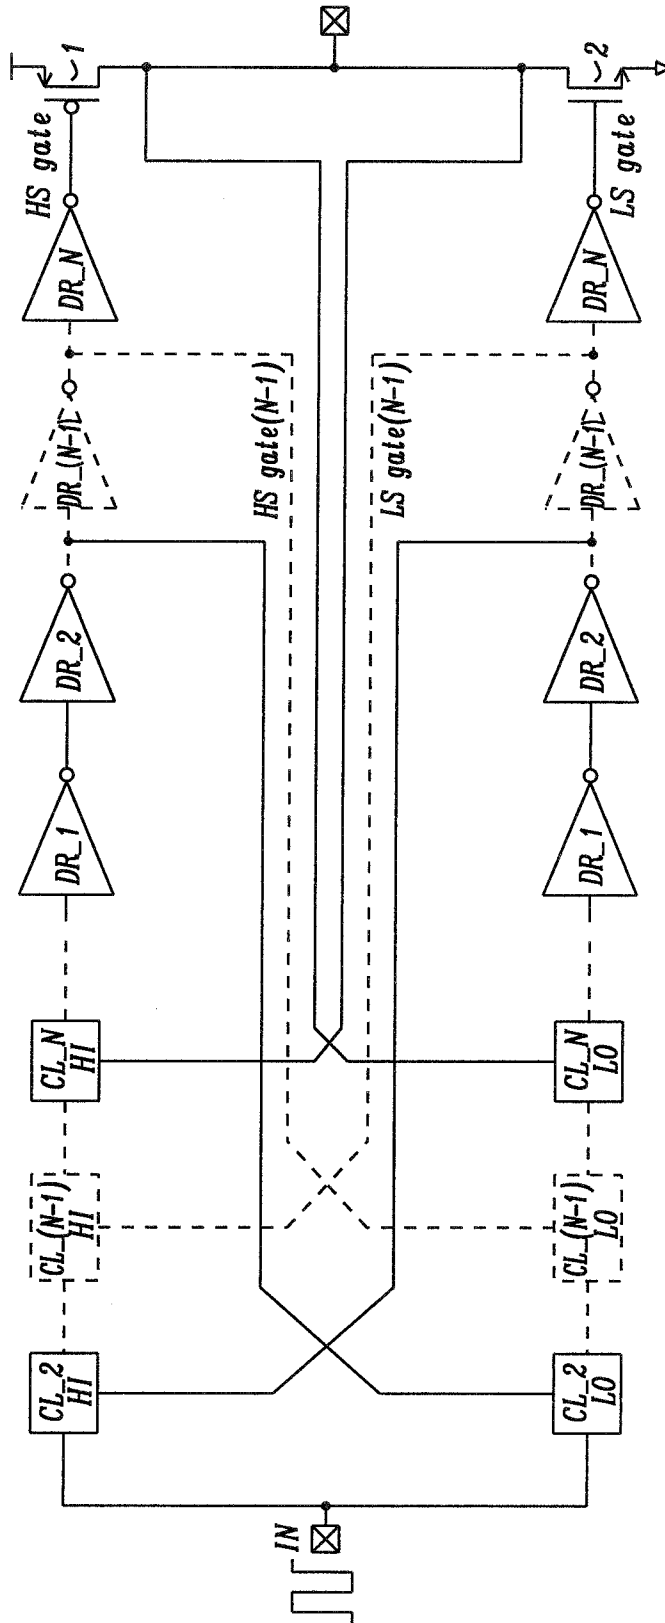 IN
CL_2
HI
CL_(N-1)
HI
CL_N
HI
DR_1
DR_2
DR_(N-1)
DR_N
HS gate
1
HS gate(N-1)
LS gate(N-1)
CL_2
LO
CL_(N-1)
LO
CL_N
LO
DR_1
DR_2
DR_(N-1)
DR_N
LS gate
2